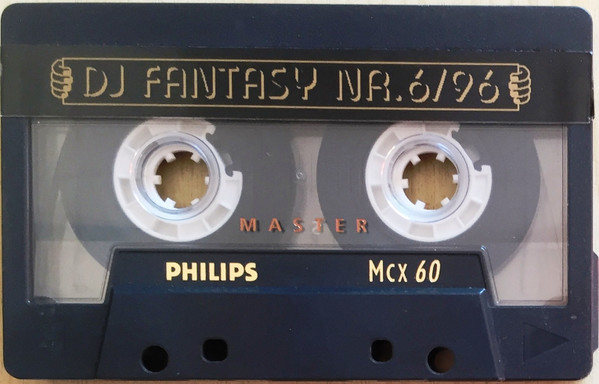 DJ FANTASY NR.6/96
MASTER
PHILIPS MCX 60